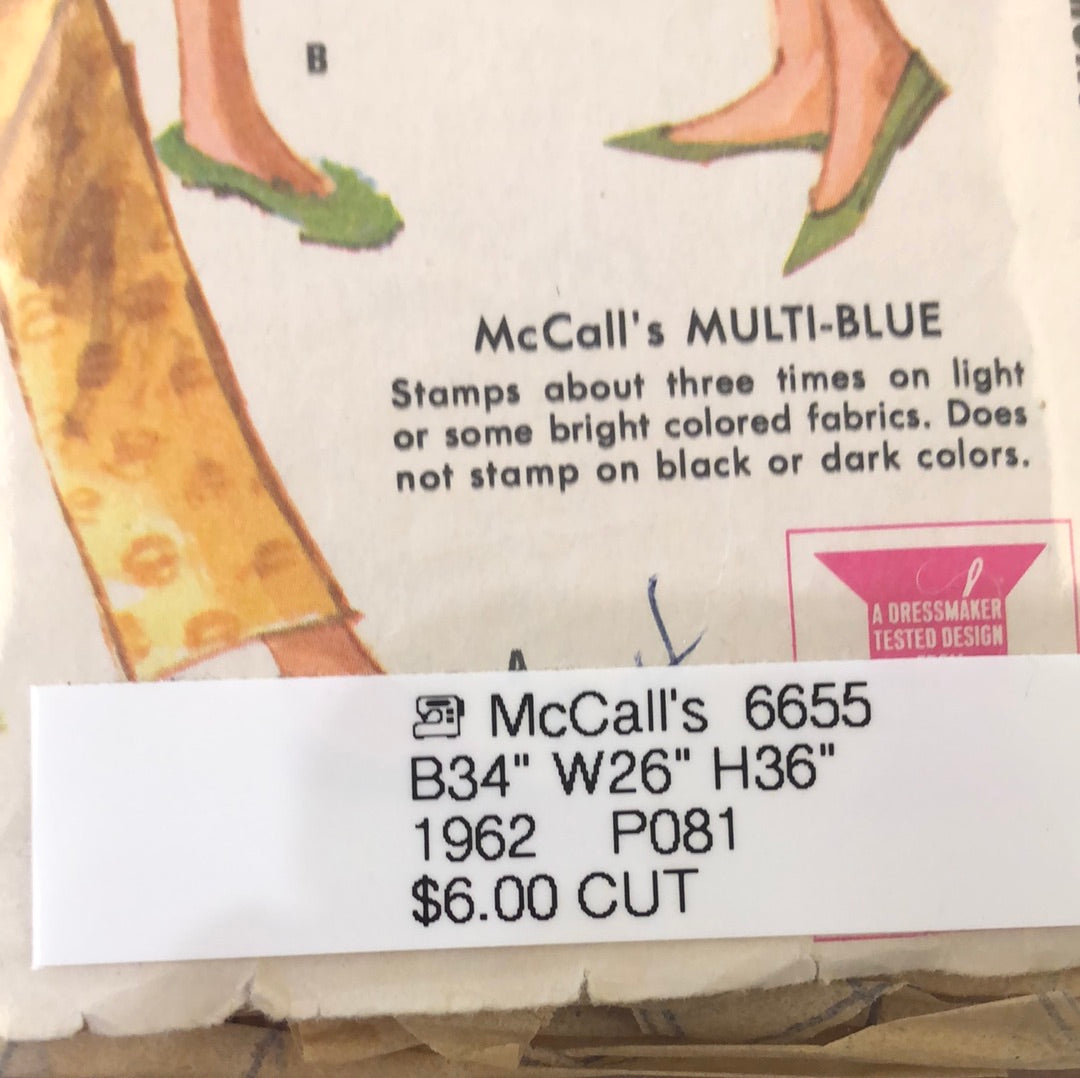 B
McCall's MULTI-BLUE
Stamps about three times on light
or some bright colored fabrics. Does
not stamp on black or dark colors.
A DRESSMAKER
TESTED DESIGN
A
McCall's 6655
B34" W26" H36"
1962 P081
$6.00 CUT